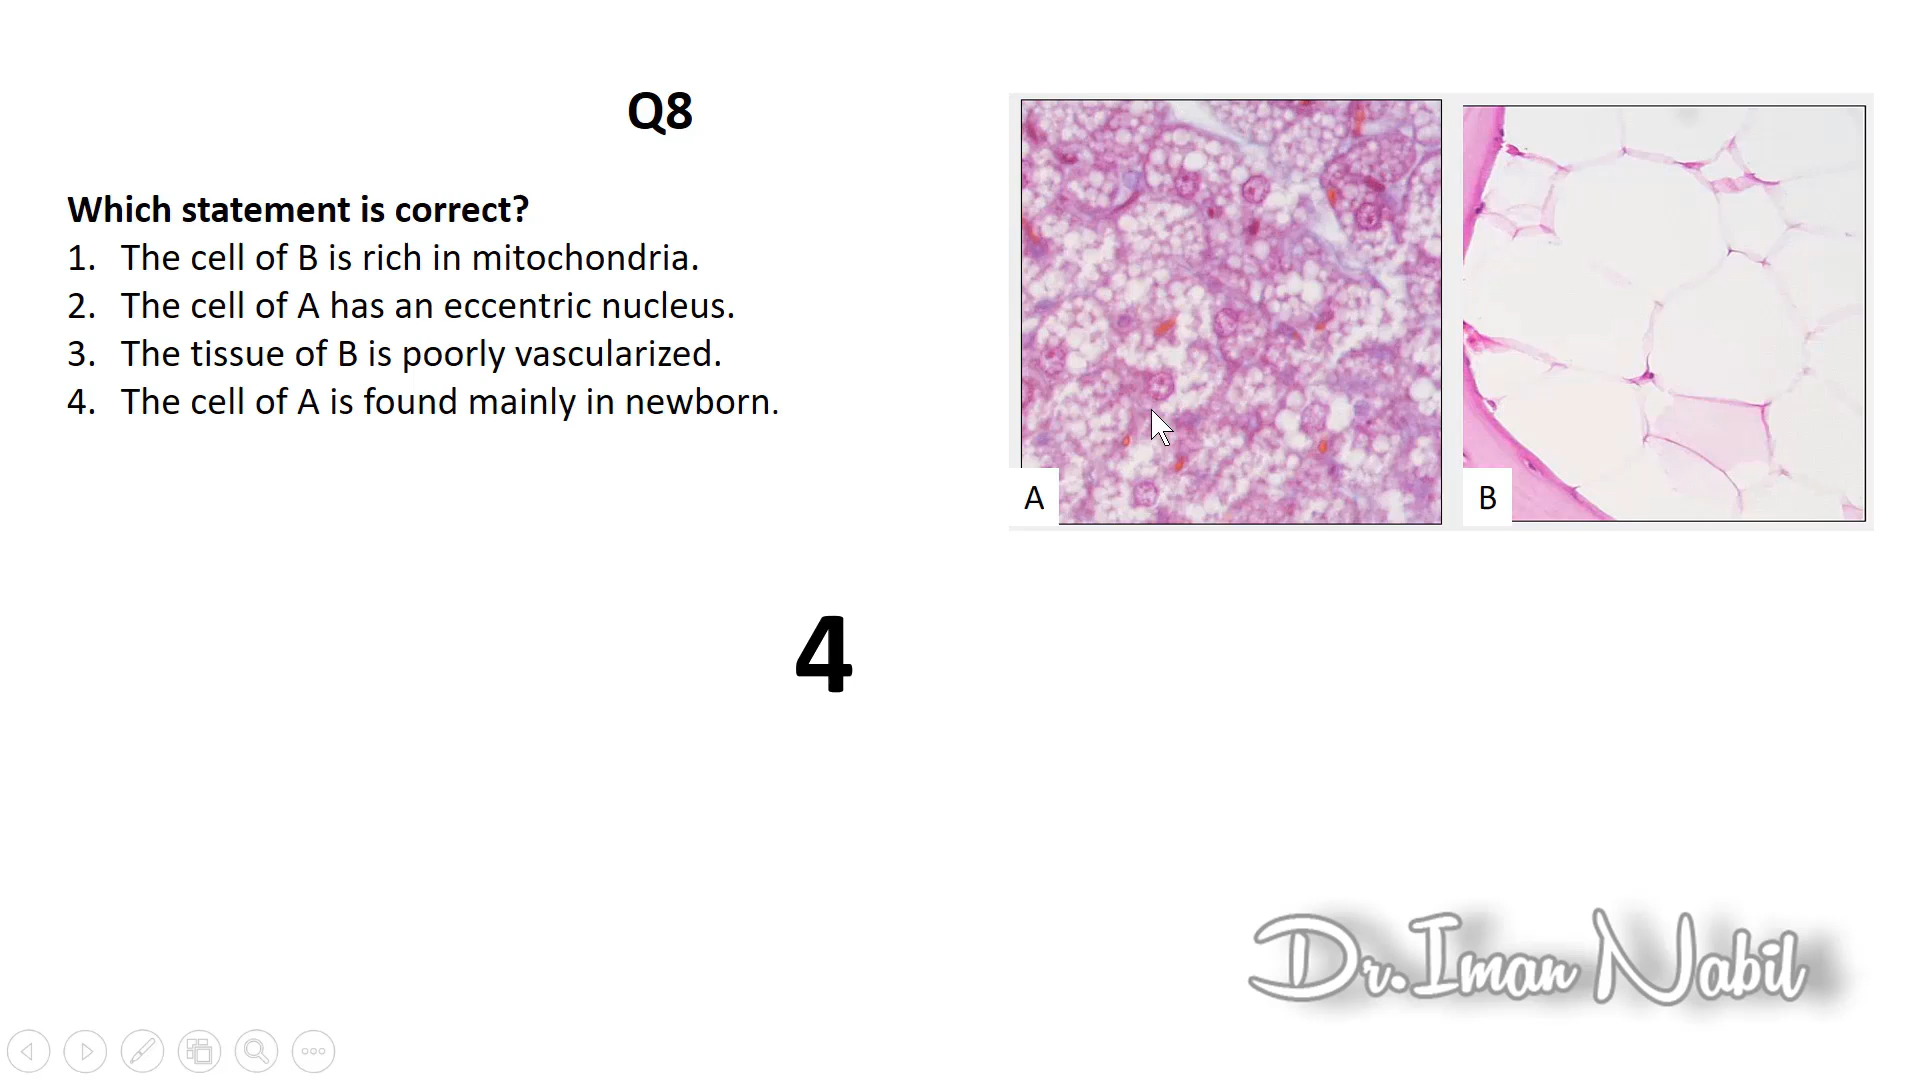 Q8
Which statement is correct?
1. The cell of B is rich in mitochondria.
2. The cell of A has an eccentric nucleus.
3. The tissue of B is poorly vascularized.
4. The cell of A is found mainly in newborn.
A
B
4
Dr.Iman Nabil